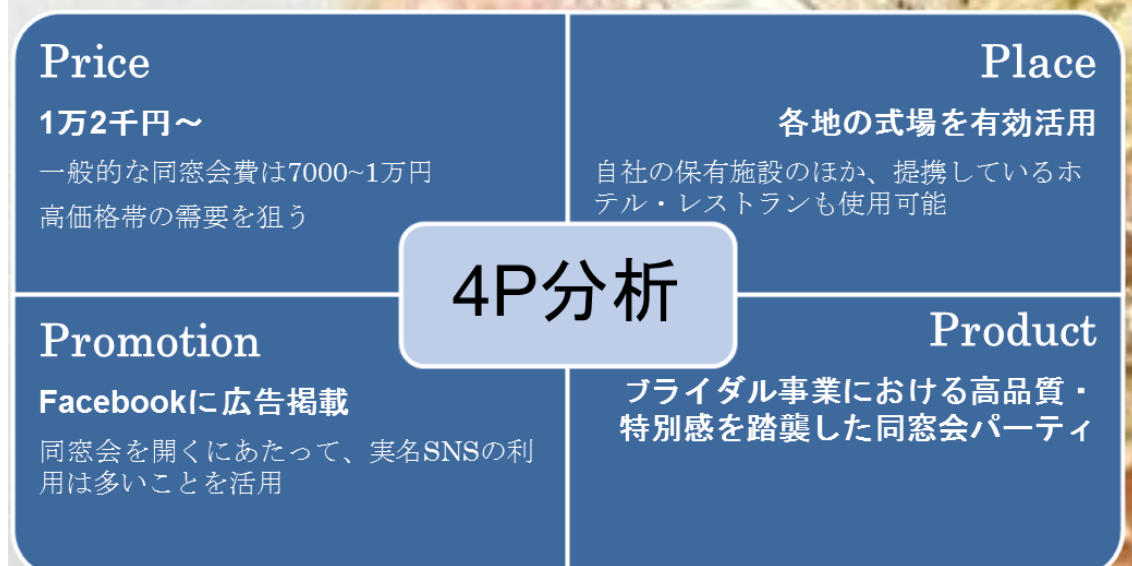 Price
1万2千円～
一般的な同窓会費は7000~1万円
高価格帯の需要を狙う
Place
各地の式場を有効活用
自社の保有施設のほか、提携しているホ
テル・レストランも使用可能
4P分析
Promotion
Facebookに広告掲載
同窓会を開くにあたって、実名SNSの利
用は多いことを活用
Product
ブライダル事業における高品質・
特別感を踏襲した同窓会パーティ